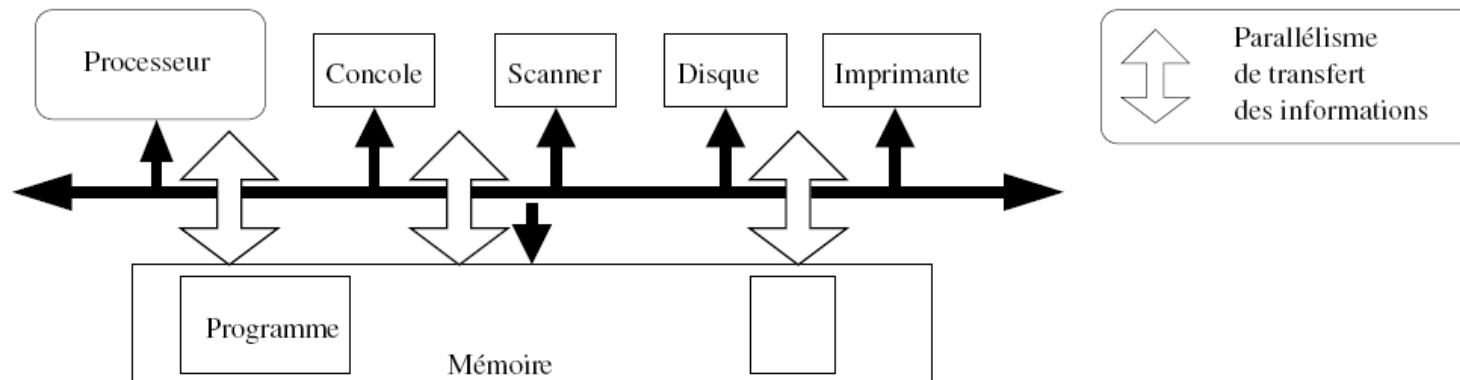 Processeur
Concole
Scanner
Disque
Imprimante
Parallélisme
de transfert
des informations
Programme
Mémoire